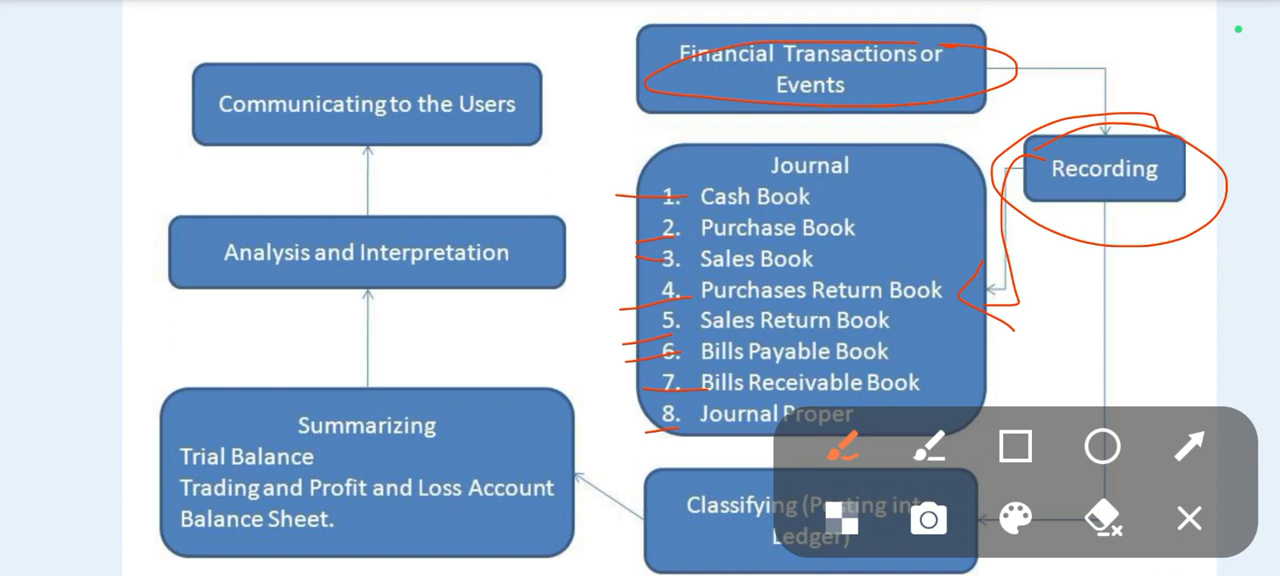 Financial Transactions or
Events
Communicating to the Users
Recording
Journal
1. Cash Book
2. Purchase Book
3. Sales Book
4. Purchases Return Book
5. Sales Return Book
6. Bills Payable Book
7. Bills Receivable Book
8. Journal Proper
Analysis and Interpretation
Summarizing
Trial Balance
Trading and Profit and Loss Account
Balance Sheet.
Classifying (Posting into
Ledger)